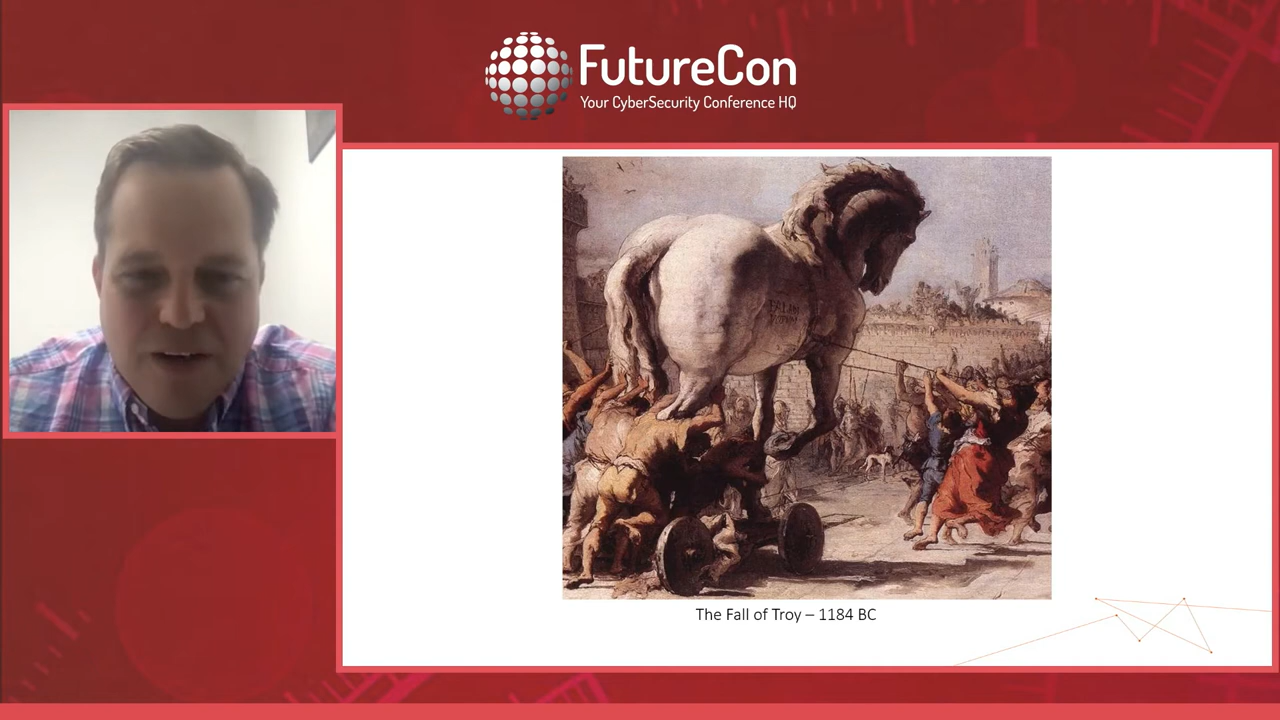 FutureCon
Your CyberSecurity Conference HQ
The Fall of Troy – 1184 BC